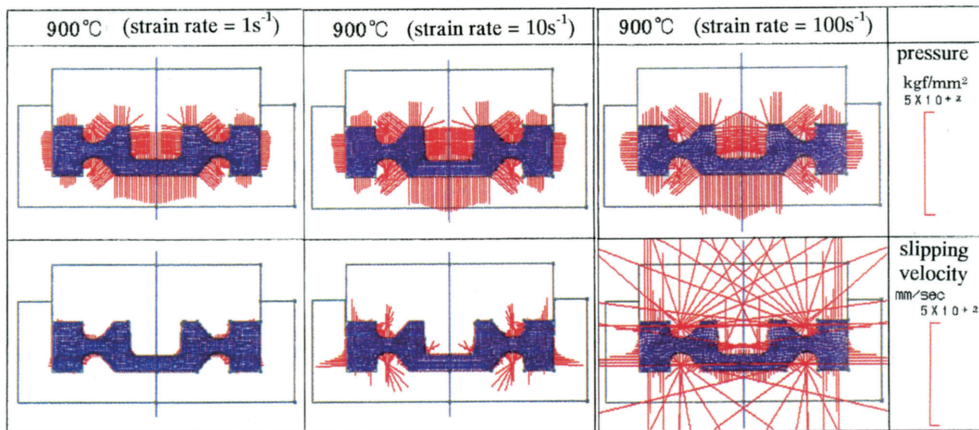 900℃ (strain rate = 1s⁻¹)
900℃ (strain rate = 10s⁻¹)
900℃ (strain rate = 100s⁻¹)
pressure
kgf/mm²
5X10+2
slipping
velocity
mm/sec
5X10+2